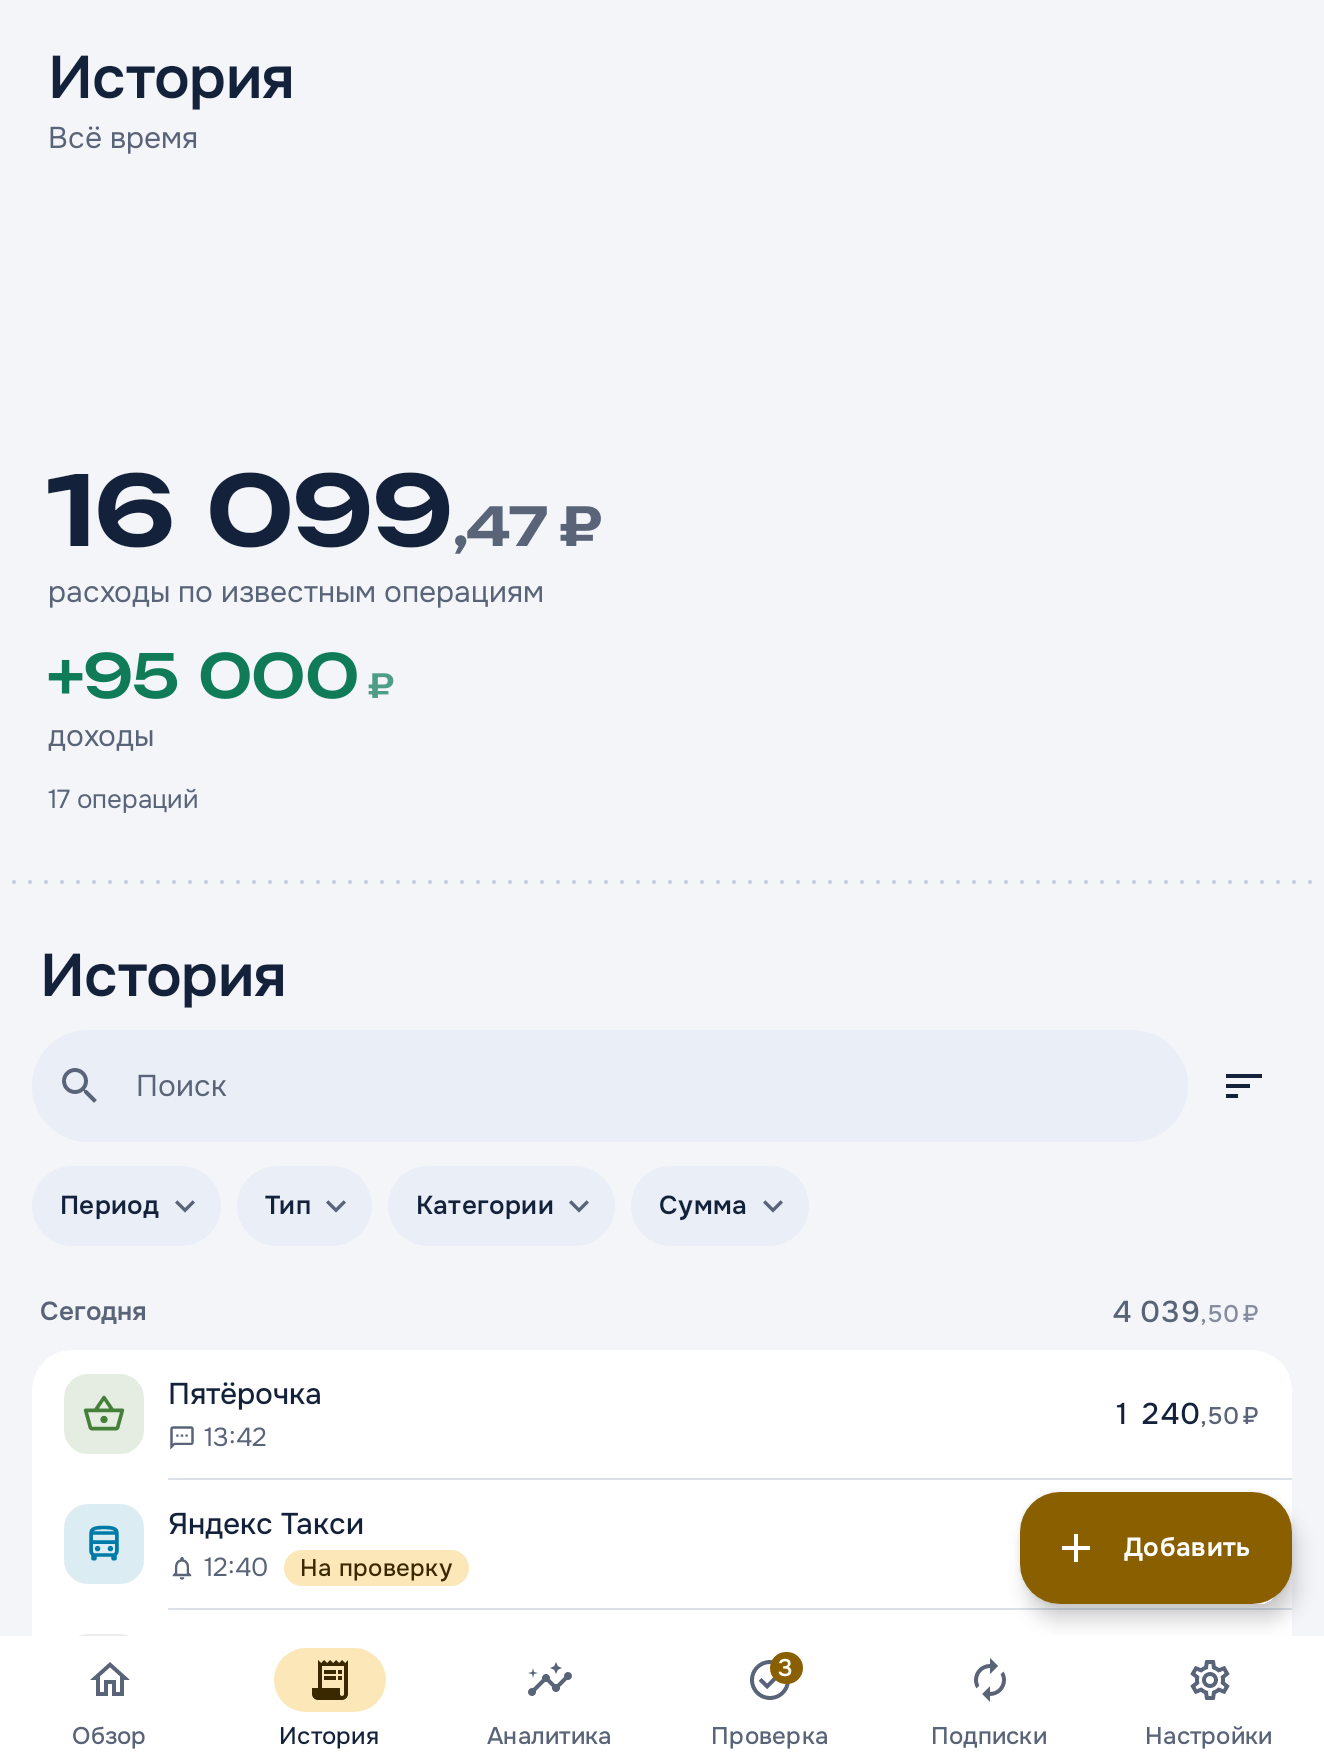 История
Всё время
16 099,47 ₽
расходы по известным операциям
+95 000 ₽
доходы
17 операций
История
Поиск
Период
Тип
Категории
Сумма
Сегодня
4 039,50 ₽
Пятёрочка
13:42
1 240,50 ₽
Яндекс Такси
12:40
На проверку
Добавить
3
Обзор
История
Аналитика
Проверка
Подписки
Настройки